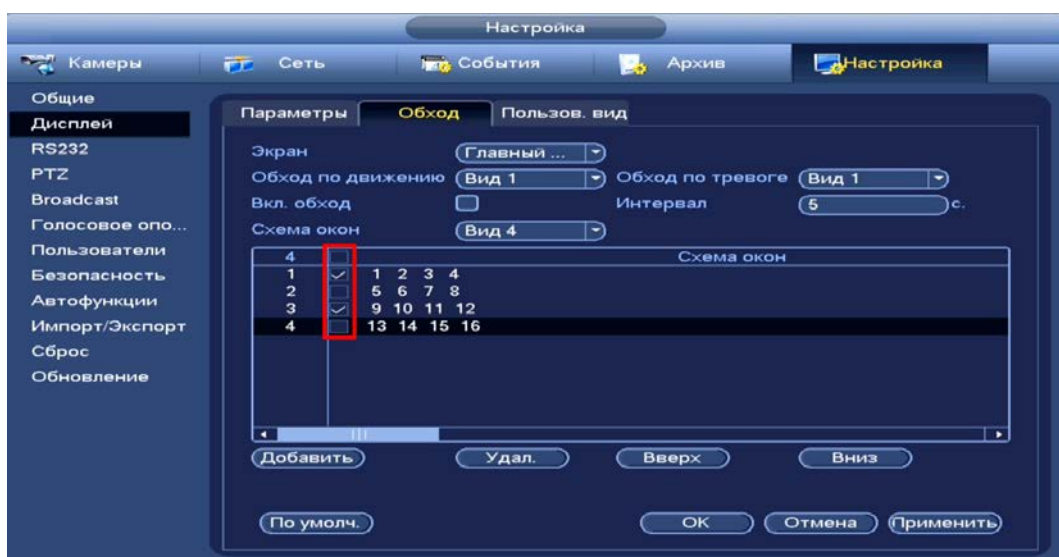 Настройка
Камеры Сеть События Архив Настройка
Общие
Дисплей
RS232
PTZ
Broadcast
Голосовое опо...
Пользователи
Безопасность
Автофункции
Импорт/Экспорт
Сброс
Обновление
Параметры Обход Пользов. вид
Экран Главный ...
Обход по движению Вид 1 Обход по тревоге Вид 1
Вкл. обход Интервал 5 с.
Схема окон Вид 4
4 Схема окон
1 1 2 3 4
2 5 6 7 8
3 9 10 11 12
4 13 14 15 16
Добавить Удал. Вверх Вниз
По умолч. OK Отмена Применить